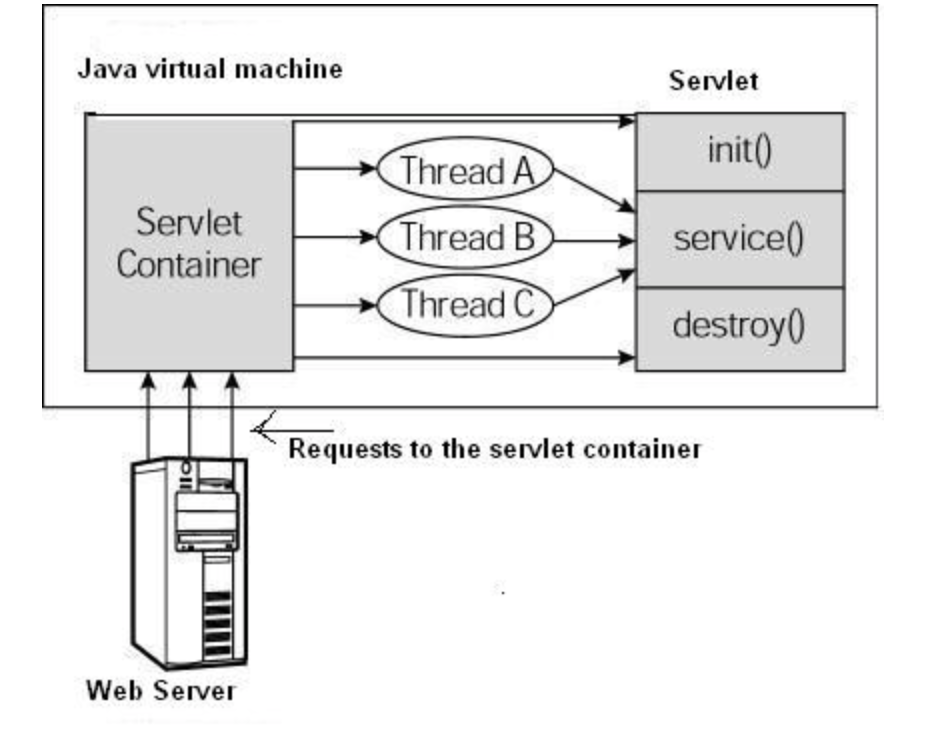 Java virtual machine
Servlet
Servlet
Container
Thread A
Thread B
Thread C
init()
service()
destroy()
Requests to the servlet container
Web Server